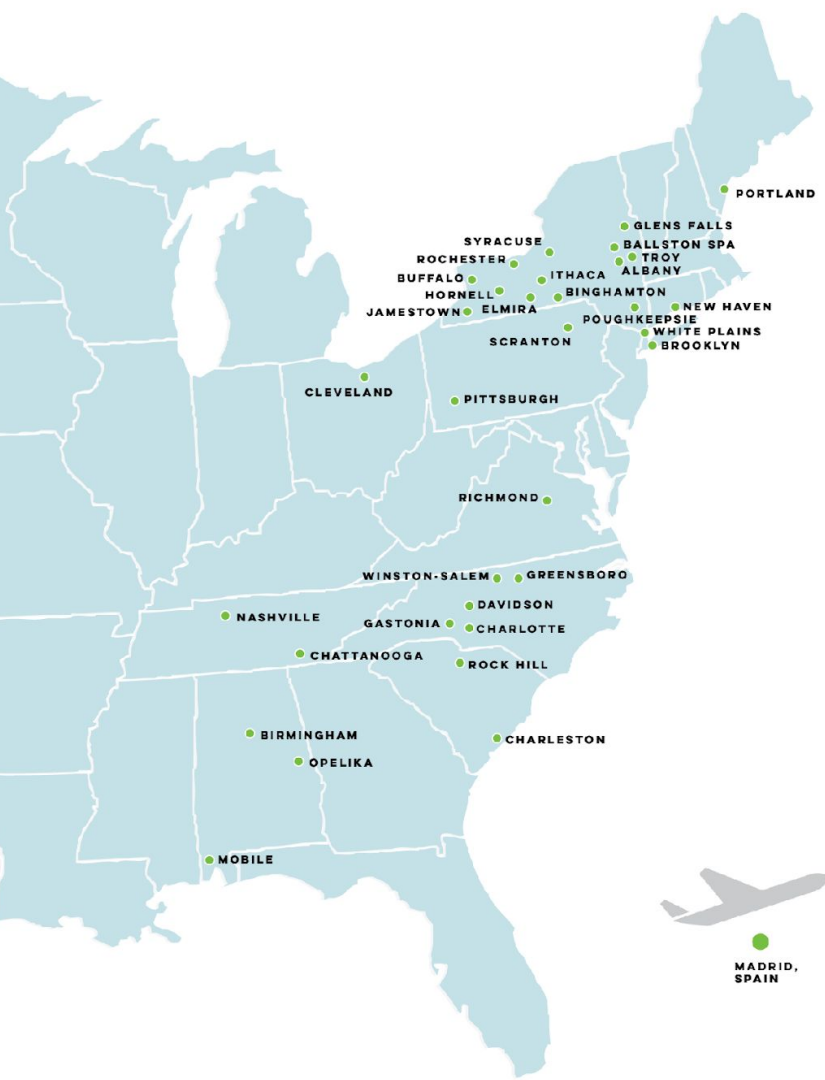 PORTLAND
GLENS FALLS
SYRACUSE
BALLSTON SPA
ROCHESTER
TROY
ALBANY
BUFFALO
ITHACA
HORNELL
BINGHAMTON
JAMESTOWN
ELMIRA
NEW HAVEN
POUGHKEEPSIE
WHITE PLAINS
SCRANTON
BROOKLYN
CLEVELAND
PITTSBURGH
RICHMOND
WINSTON-SALEM
GREENSBORO
DAVIDSON
NASHVILLE
GASTONIA
CHARLOTTE
CHATTANOOGA
ROCK HILL
BIRMINGHAM
CHARLESTON
OPELIKA
MOBILE
MADRID,
SPAIN